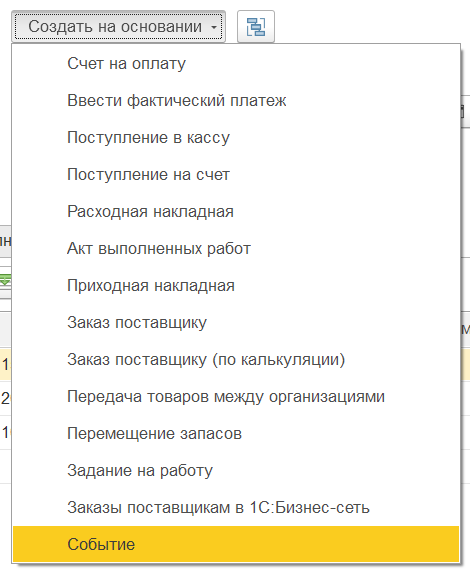 Создать на основании
Счет на оплату
Ввести фактический платеж
Поступление в кассу
Поступление на счет
Расходная накладная
Акт выполненных работ
Приходная накладная
Заказ поставщику
Заказ поставщику (по калькуляции)
Передача товаров между организациями
Перемещение запасов
Задание на работу
Заказы поставщикам в 1С:Бизнес-сеть
Событие